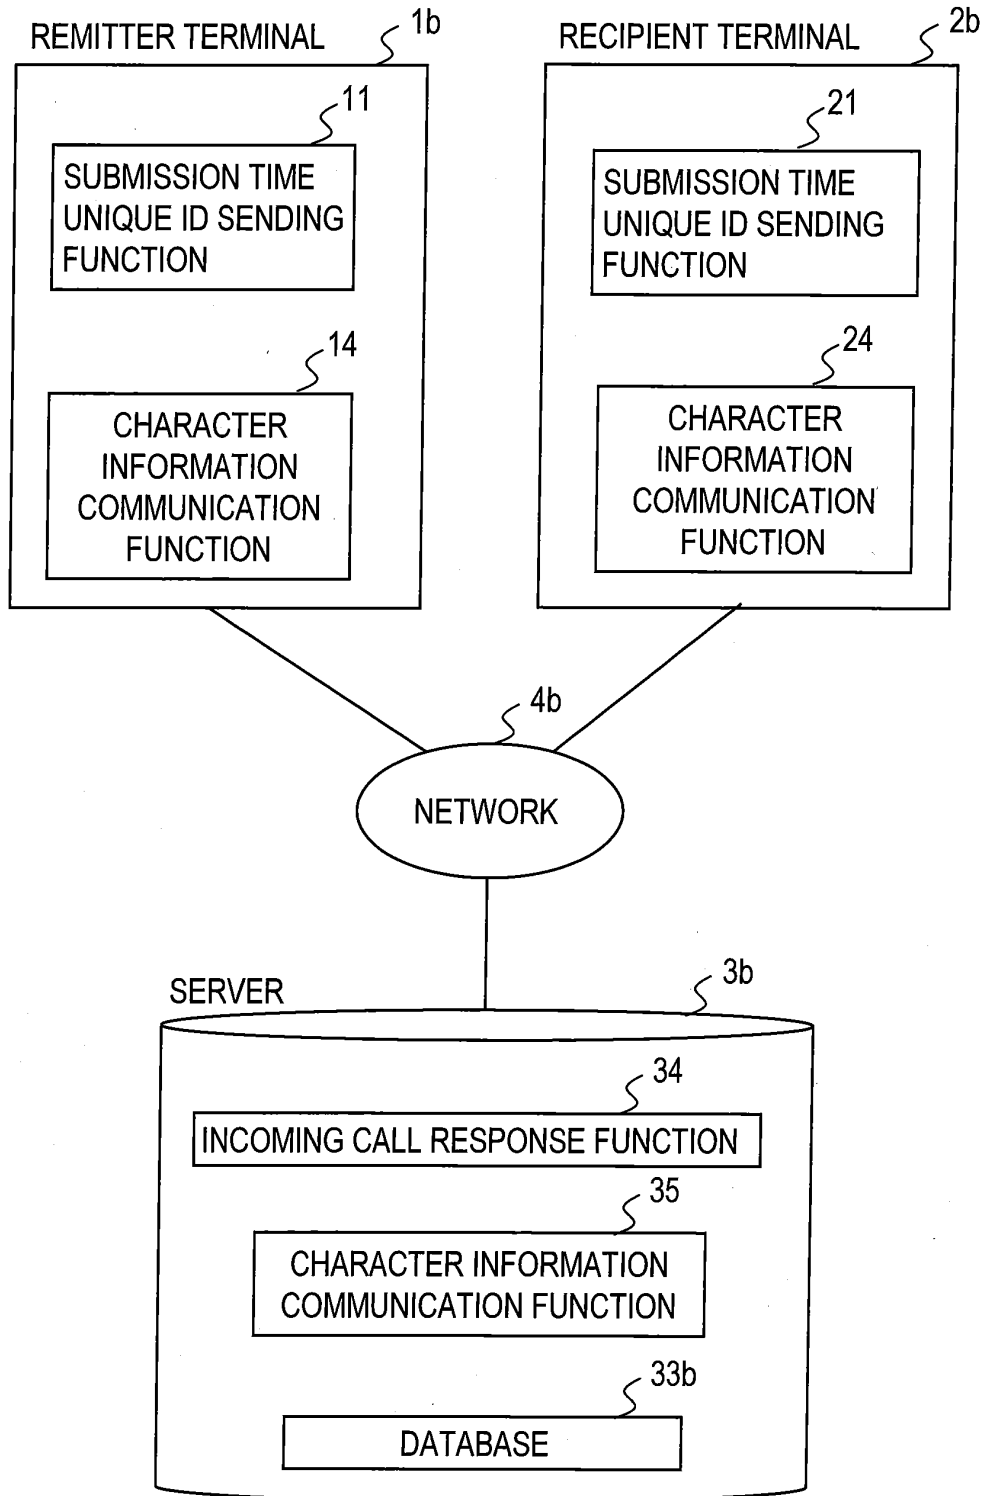 REMITTER TERMINAL
1b
11
SUBMISSION TIME
UNIQUE ID SENDING
FUNCTION
14
CHARACTER
INFORMATION
COMMUNICATION
FUNCTION
RECIPIENT TERMINAL
2b
21
SUBMISSION TIME
UNIQUE ID SENDING
FUNCTION
24
CHARACTER
INFORMATION
COMMUNICATION
FUNCTION
4b
NETWORK
SERVER
3b
34
INCOMING CALL RESPONSE FUNCTION
35
CHARACTER INFORMATION
COMMUNICATION FUNCTION
33b
DATABASE